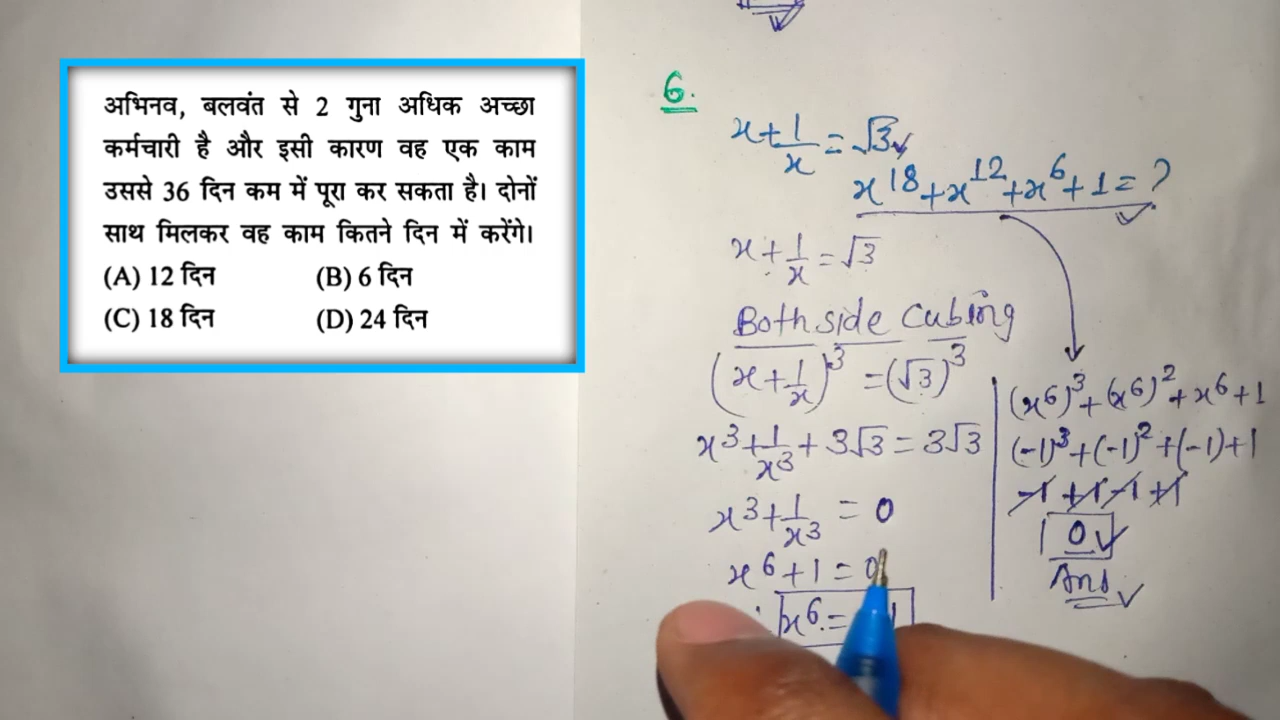 अभिनव, बलवंत से 2 गुना अधिक अच्छा
कर्मचारी है और इसी कारण वह एक काम
उससे 36 दिन कम में पूरा कर सकता है। दोनों
साथ मिलकर वह काम कितने दिन में करेंगे।
(A) 12 दिन (B) 6 दिन
(C) 18 दिन (D) 24 दिन
6.
x+1/x=√3
x^18+x^12+x^6+1=?
x+1/x=√3
Both side Cubing
(x+1/x)^3=(√3)^3
x^3+1/x^3+3√3=3√3
x^3+1/x^3=0
x^6+1=0
x^6=
(x^6)^3+(x^6)^2+x^6+1
(-1)^3+(-1)^2+(-1)+1
-1+1-1+1
0
Ans